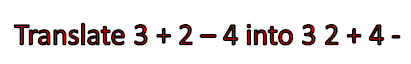 Translate 3 + 2 – 4 into 3 2 + 4 -